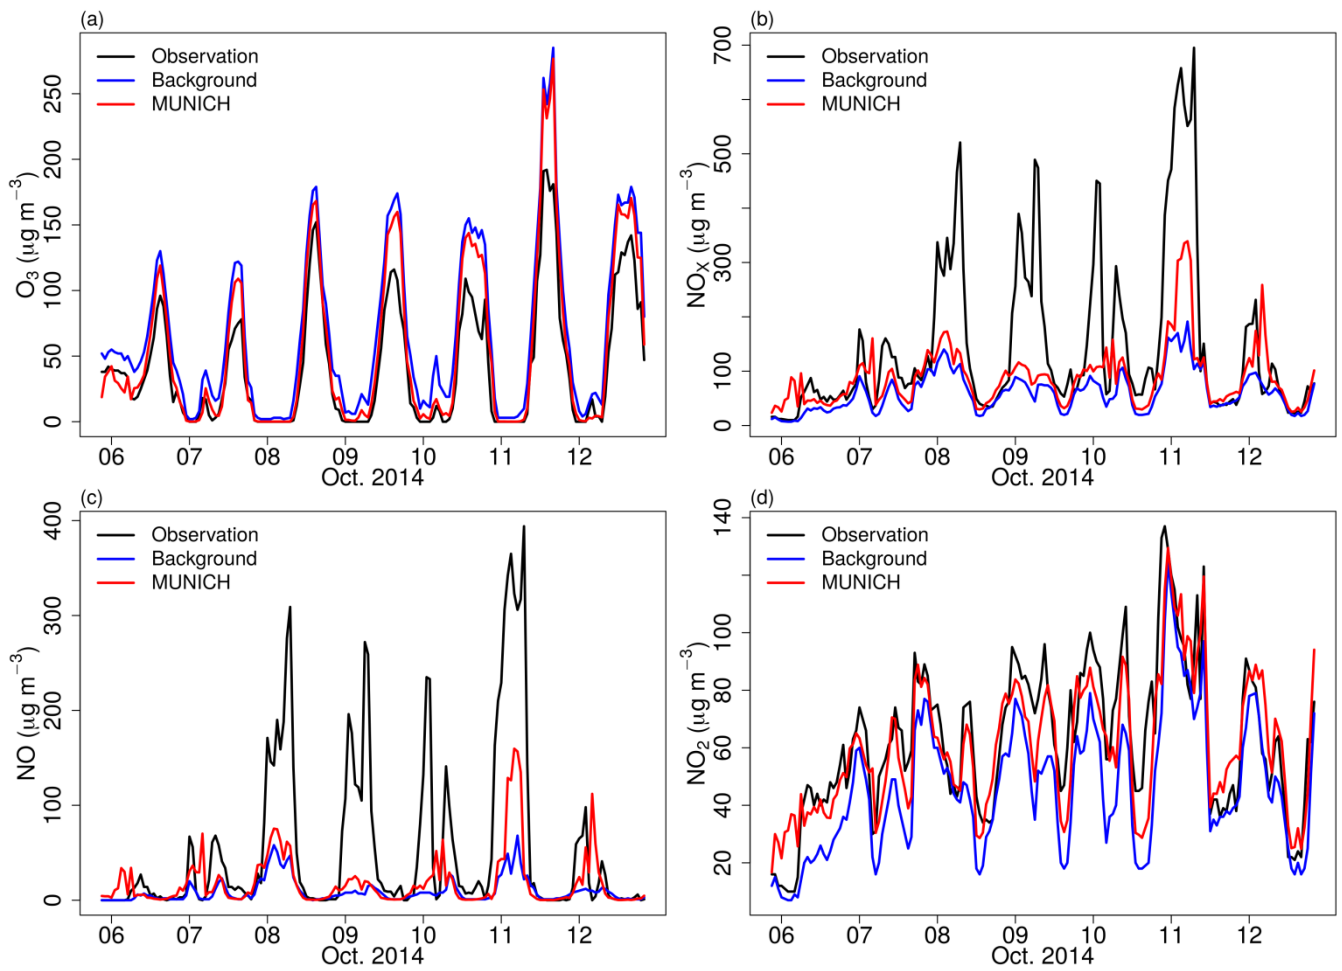 (a)
Observation
Background
MUNICH
O₃ (μg m⁻³)
0 50 100 150 200 250
06 07 08 09 10 11 12
Oct. 2014
(b)
Observation
Background
MUNICH
NOX (μg m⁻³)
0 100 300 500 700
06 07 08 09 10 11 12
Oct. 2014
(c)
Observation
Background
MUNICH
NO (μg m⁻³)
0 100 200 300 400
06 07 08 09 10 11 12
Oct. 2014
(d)
Observation
Background
MUNICH
NO₂ (μg m⁻³)
20 40 60 80 100 140
06 07 08 09 10 11 12
Oct. 2014